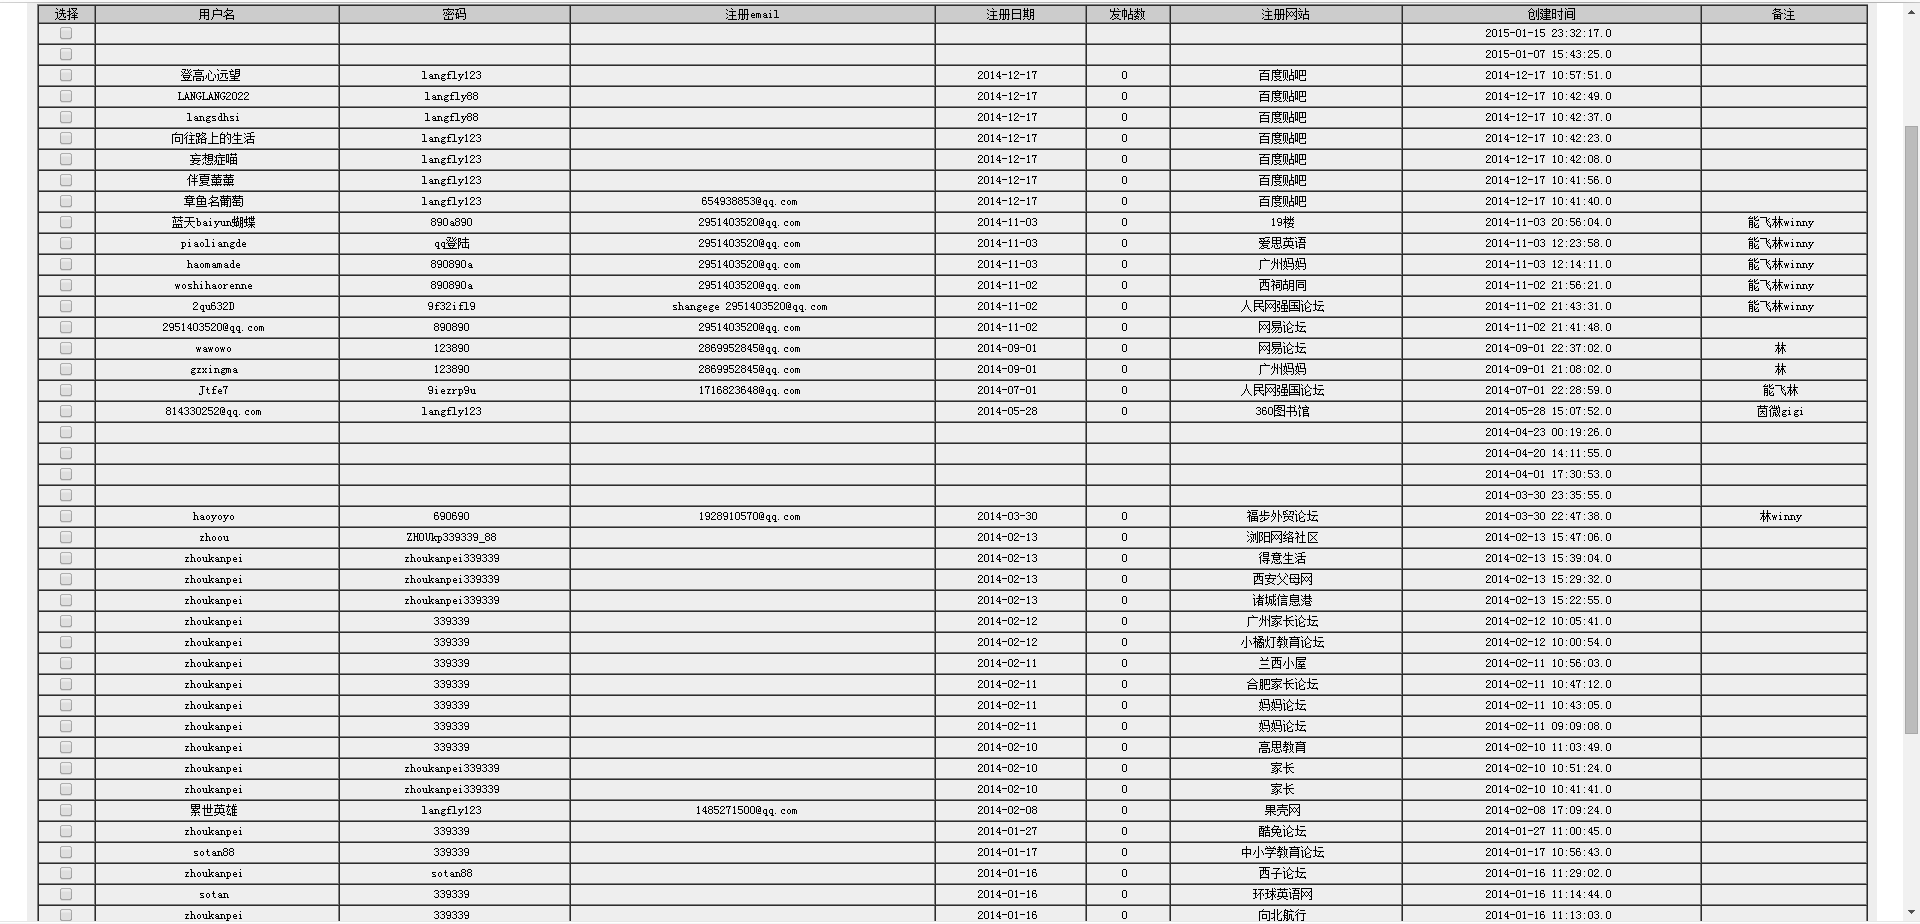 选择 用户名 密码 注册email 注册日期 发帖数 注册网站 创建时间 备注
2015-01-15 23:32:17.0
2015-01-07 15:43:25.0
登高心远望 langfly123 2014-12-17 0 百度贴吧 2014-12-17 10:57:51.0
LANGLANG2022 langfly88 2014-12-17 0 百度贴吧 2014-12-17 10:42:49.0
langsdhsi langfly88 2014-12-17 0 百度贴吧 2014-12-17 10:42:37.0
向往路上的生活 langfly123 2014-12-17 0 百度贴吧 2014-12-17 10:42:23.0
妄想症喵 langfly123 2014-12-17 0 百度贴吧 2014-12-17 10:42:08.0
伴夏薰薰 langfly123 2014-12-17 0 百度贴吧 2014-12-17 10:41:56.0
章鱼名葡萄 langfly123 654938853@qq.com 2014-12-17 0 百度贴吧 2014-12-17 10:41:40.0
蓝天baiyun蝴蝶 890a890 2951403520@qq.com 2014-11-03 0 19楼 2014-11-03 20:56:04.0 能飞林winny
piaoliangde qq登陆 2951403520@qq.com 2014-11-03 0 爱思英语 2014-11-03 12:23:58.0 能飞林winny
haomamade 890890a 2951403520@qq.com 2014-11-03 0 广州妈妈 2014-11-03 12:14:11.0 能飞林winny
woshihaorenne 890890a 2951403520@qq.com 2014-11-02 0 西祠胡同 2014-11-02 21:56:21.0 能飞林winny
2qu632D 9f32ifl9 shangege 2951403520@qq.com 2014-11-02 0 人民网强国论坛 2014-11-02 21:43:31.0 能飞林winny
2951403520@qq.com 890890 2951403520@qq.com 2014-11-02 0 网易论坛 2014-11-02 21:41:48.0
wawowo 123890 2869952845@qq.com 2014-09-01 0 网易论坛 2014-09-01 22:37:02.0 林
gzxingma 123890 2869952845@qq.com 2014-09-01 0 广州妈妈 2014-09-01 21:08:02.0 林
Jtfe7 9iezrp9u 1716823648@qq.com 2014-07-01 0 人民网强国论坛 2014-07-01 22:28:59.0 能飞林
814330252@qq.com langfly123 2014-05-28 0 360图书馆 2014-05-28 15:07:52.0 茵微gigi
2014-04-23 00:19:26.0
2014-04-20 14:11:55.0
2014-04-01 17:30:53.0
2014-03-30 23:35:55.0
haoyoyo 690690 1928910570@qq.com 2014-03-30 0 福步外贸论坛 2014-03-30 22:47:38.0 林winny
zhoou ZHOUkp339339_88 2014-02-13 0 浏阳网络社区 2014-02-13 15:47:06.0
zhoukanpei zhoukanpei339339 2014-02-13 0 得意生活 2014-02-13 15:39:04.0
zhoukanpei zhoukanpei339339 2014-02-13 0 西安父母网 2014-02-13 15:29:32.0
zhoukanpei zhoukanpei339339 2014-02-13 0 诸城信息港 2014-02-13 15:22:55.0
zhoukanpei 339339 2014-02-12 0 广州家长论坛 2014-02-12 10:05:41.0
zhoukanpei 339339 2014-02-12 0 小橘灯教育论坛 2014-02-12 10:00:54.0
zhoukanpei 339339 2014-02-11 0 兰西小屋 2014-02-11 10:56:03.0
zhoukanpei 339339 2014-02-11 0 合肥家长论坛 2014-02-11 10:47:12.0
zhoukanpei 339339 2014-02-11 0 妈妈论坛 2014-02-11 10:43:05.0
zhoukanpei 339339 2014-02-11 0 妈妈论坛 2014-02-11 09:09:08.0
zhoukanpei 339339 2014-02-10 0 高思教育 2014-02-10 11:03:49.0
zhoukanpei zhoukanpei339339 2014-02-10 0 家长 2014-02-10 10:51:24.0
zhoukanpei zhoukanpei339339 2014-02-10 0 家长 2014-02-10 10:41:41.0
累世英雄 langfly123 1485271500@qq.com 2014-02-08 0 果壳网 2014-02-08 17:09:24.0
zhoukanpei 339339 2014-01-27 0 酷兔论坛 2014-01-27 11:00:45.0
sotan88 339339 2014-01-17 0 中小学教育论坛 2014-01-17 10:56:43.0
zhoukanpei sotan88 2014-01-16 0 西子论坛 2014-01-16 11:29:02.0
sotan 339339 2014-01-16 0 环球英语网 2014-01-16 11:14:44.0
zhoukanpei 339339 2014-01-16 0 向北航行 2014-01-16 11:13:03.0